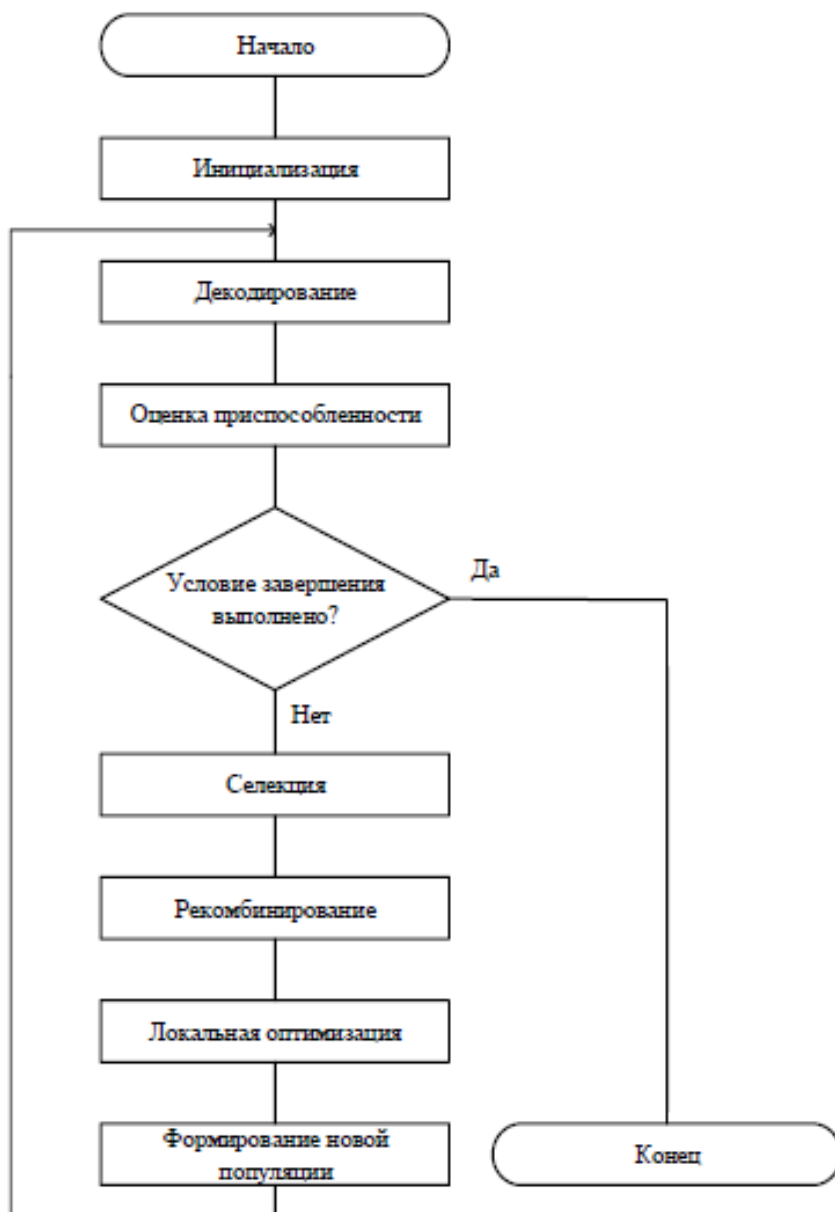 Начало
Инициализация
Декодирование
Оценка приспособленности
Условие завершения
выполнено?
Да
Нет
Селекция
Рекомбинирование
Локальная оптимизация
Формирование новой
популяции
Конец